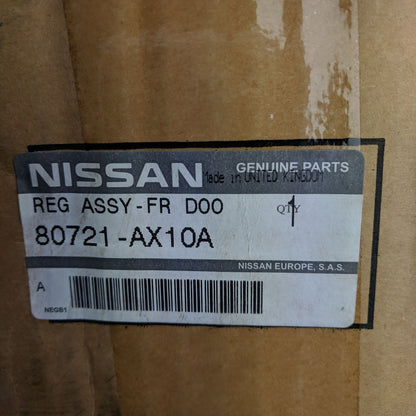 NISSAN GENUINE PARTS
Made in UNITED KINGDOM
REG ASSY-FR DOO QTY 1
80721-AX10A
NISSAN EUROPE, S.A.S.
A
NEGB1